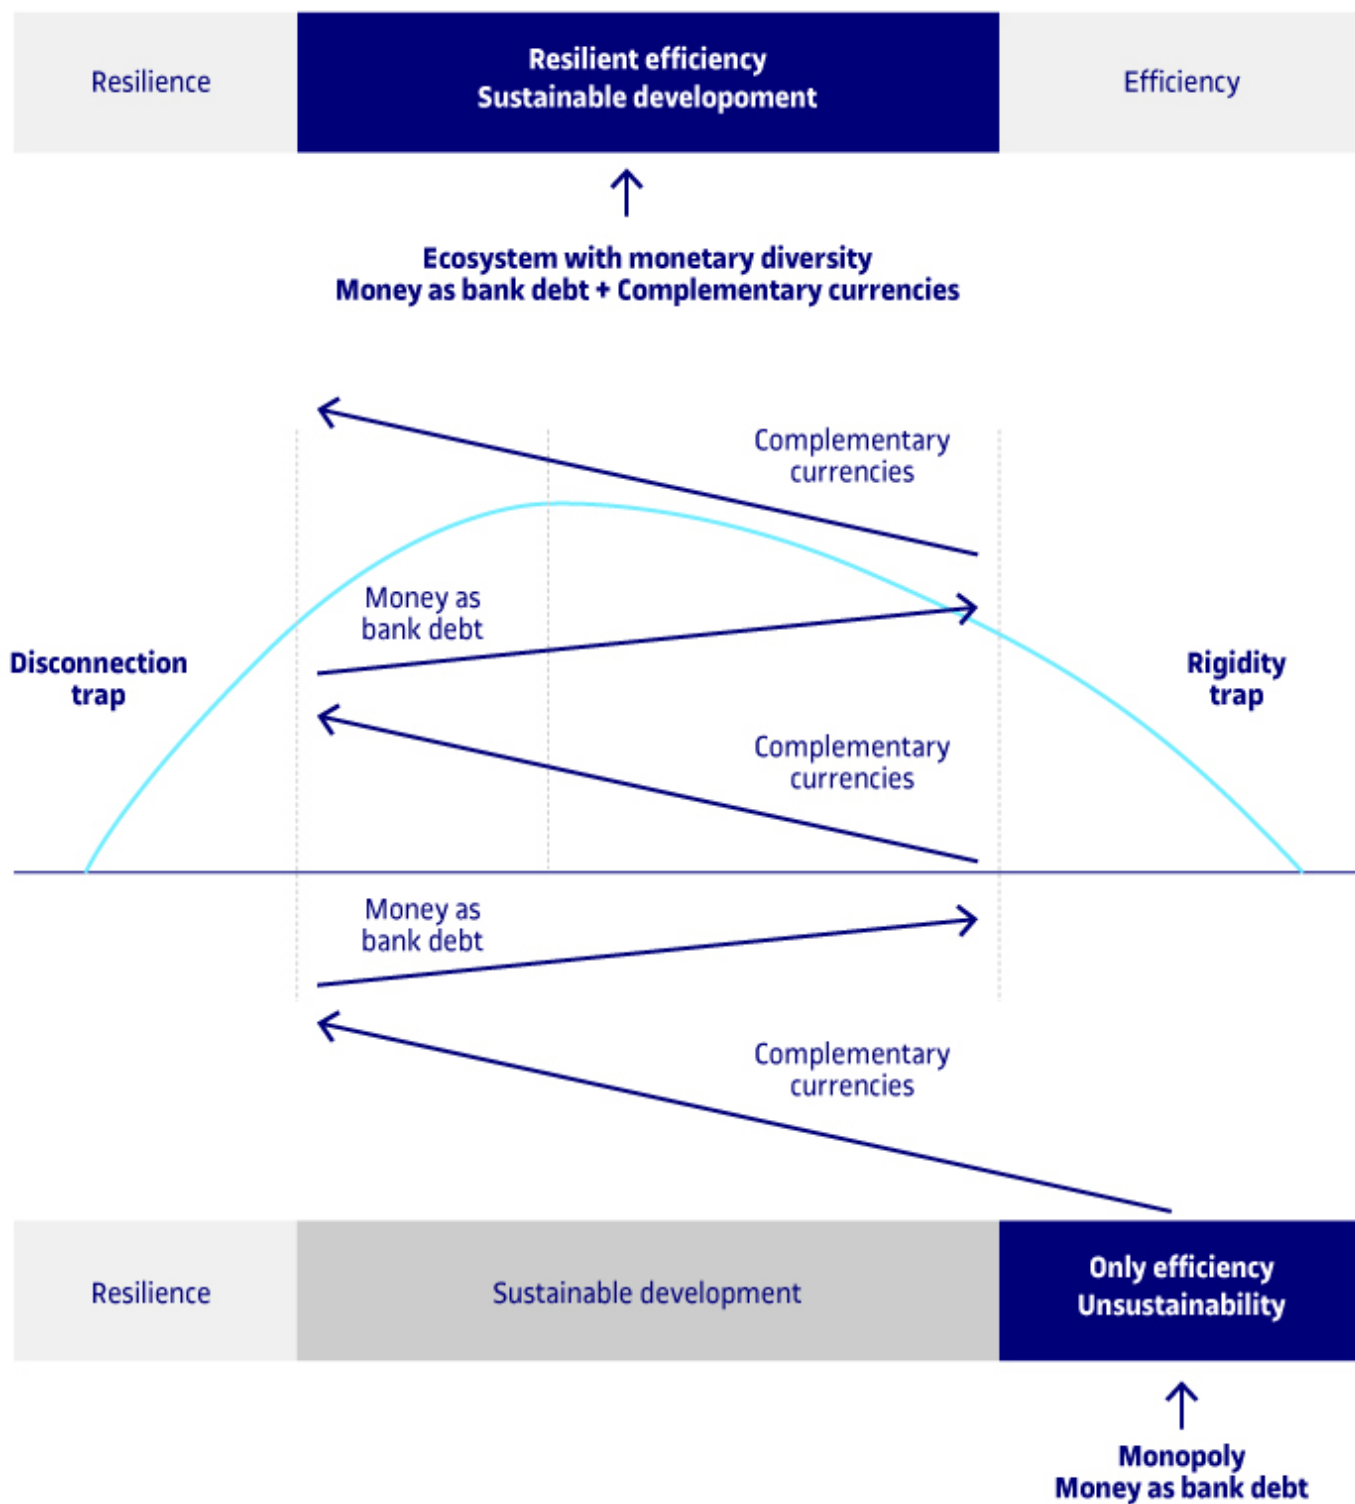 Resilience
Resilient efficiency
Sustainable developoment
Efficiency
Ecosystem with monetary diversity
Money as bank debt + Complementary currencies
Complementary
currencies
Money as
bank debt
Disconnection
trap
Rigidity
trap
Complementary
currencies
Money as
bank debt
Complementary
currencies
Resilience
Sustainable development
Only efficiency
Unsustainability
Monopoly
Money as bank debt